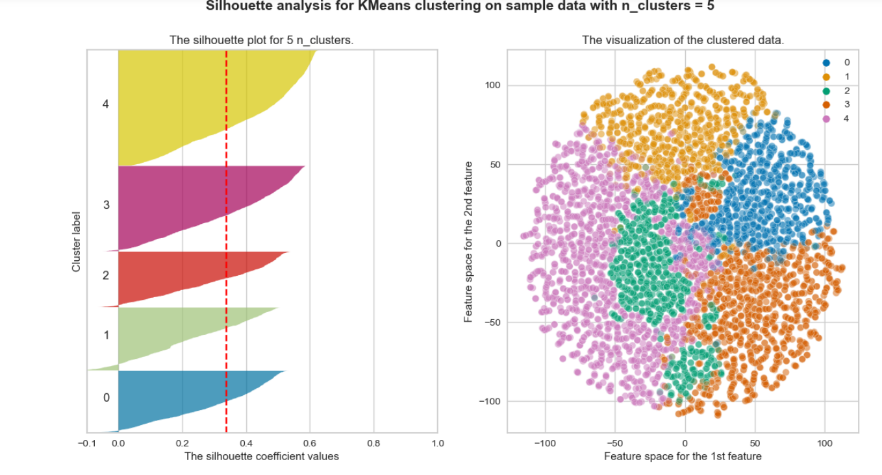 Silhouette analysis for KMeans clustering on sample data with n_clusters = 5
The silhouette plot for 5 n_clusters.
4
3
2
1
0
Cluster label
−0.1 0.0 0.2 0.4 0.6 0.8 1.0
The silhouette coefficient values
The visualization of the clustered data.
0
1
2
3
4
100
50
0
−50
−100
Feature space for the 2nd feature
−100 −50 0 50 100
Feature space for the 1st feature